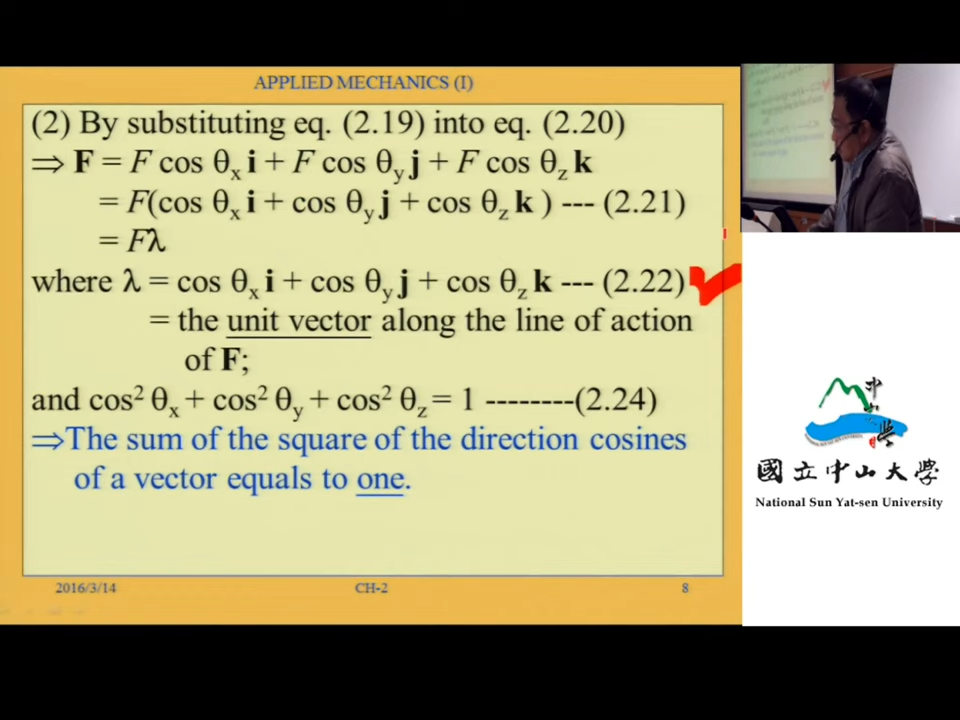 APPLIED MECHANICS (I)
(2) By substituting eq. (2.19) into eq. (2.20)
⇒ F = F cos θx i + F cos θy j + F cos θz k
= F(cos θx i + cos θy j + cos θz k ) --- (2.21)
= Fλ
where λ = cos θx i + cos θy j + cos θz k --- (2.22)
= the unit vector along the line of action
of F;
and cos² θx + cos² θy + cos² θz = 1 --------(2.24)
⇒The sum of the square of the direction cosines
of a vector equals to one.
2016/3/14 CH-2 8
國立中山大學
National Sun Yat-sen University